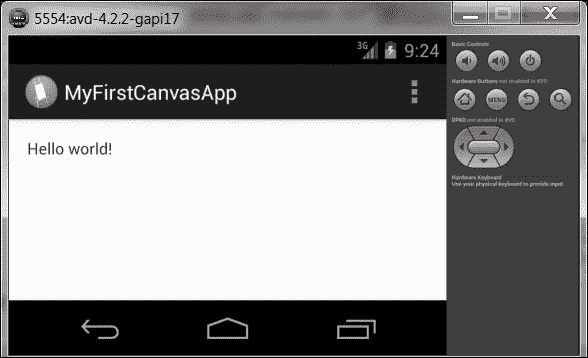 5554:avd-4.2.2-gapi17
3G 9:24
MyFirstCanvasApp
Hello world!
Basic Controls
Hardware Buttons not enabled in AVD
MENU
DPAD not enabled in AVD
Hardware Keyboard
Use your physical keyboard to provide input